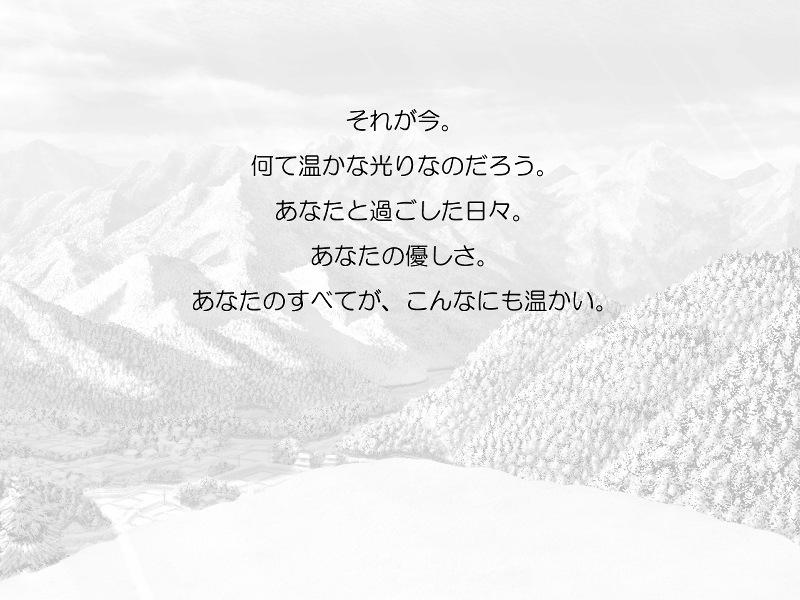 それが今。
何て温かな光りなのだろう。
あなたと過ごした日々。
あなたの優しさ。
あなたのすべてが、こんなにも温かい。